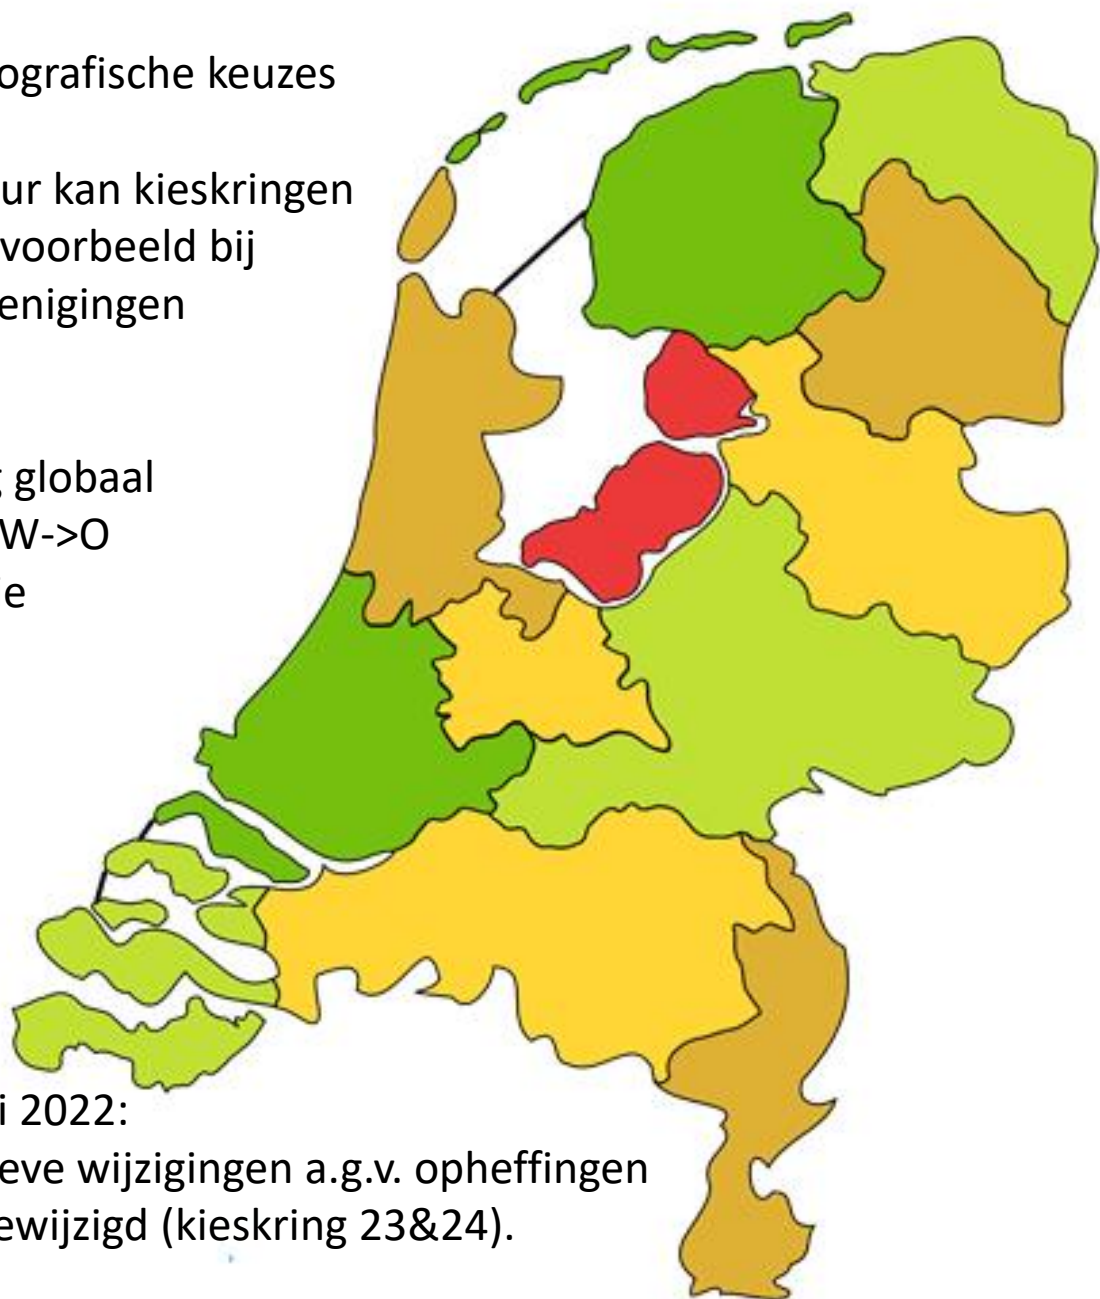 ografische keuzes
ur kan kieskringen
voorbeeld bij
enigingen
g globaal
W->O
e
i 2022:
eve wijzigingen a.g.v. opheffingen
ewijzigd (kieskring 23&24).